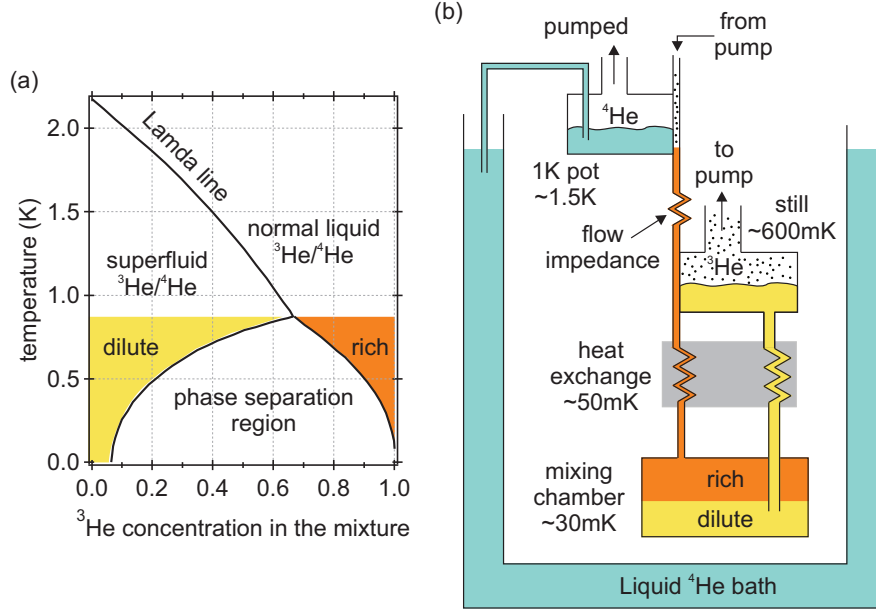 (a)
temperature (K)
2.0
1.5
1.0
0.5
0.0
0.0
0.2
0.4
0.6
0.8
1.0
³He concentration in the mixture
Lamda line
normal liquid
³He/⁴He
superfluid
³He/⁴He
dilute
rich
phase separation
region
(b)
pumped
from
pump
⁴He
1K pot
~1.5K
to
pump
flow
impedance
still
~600mK
³He
heat
exchange
~50mK
mixing
chamber
~30mK
rich
dilute
Liquid ⁴He bath